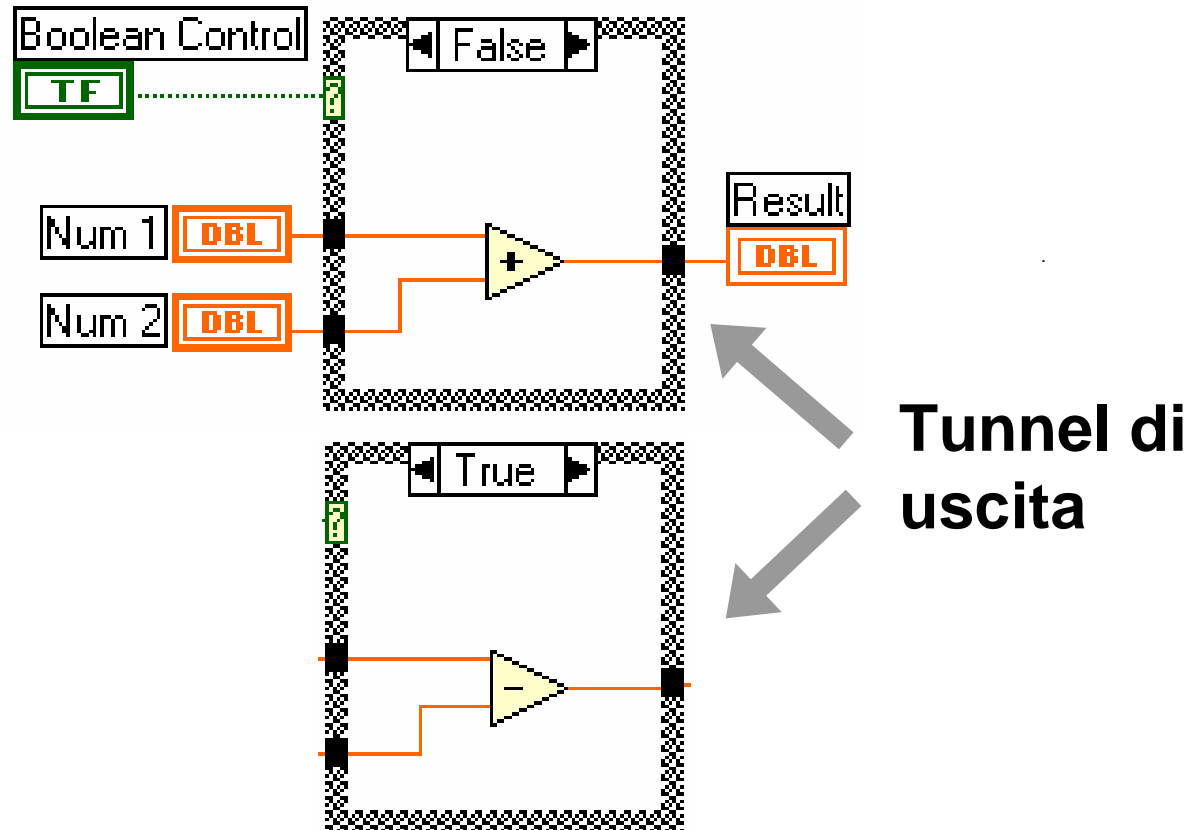 Boolean Control
TF
?
False
Num 1
DBL
Num 2
DBL
+
Result
DBL
Tunnel di
uscita
True
?
−